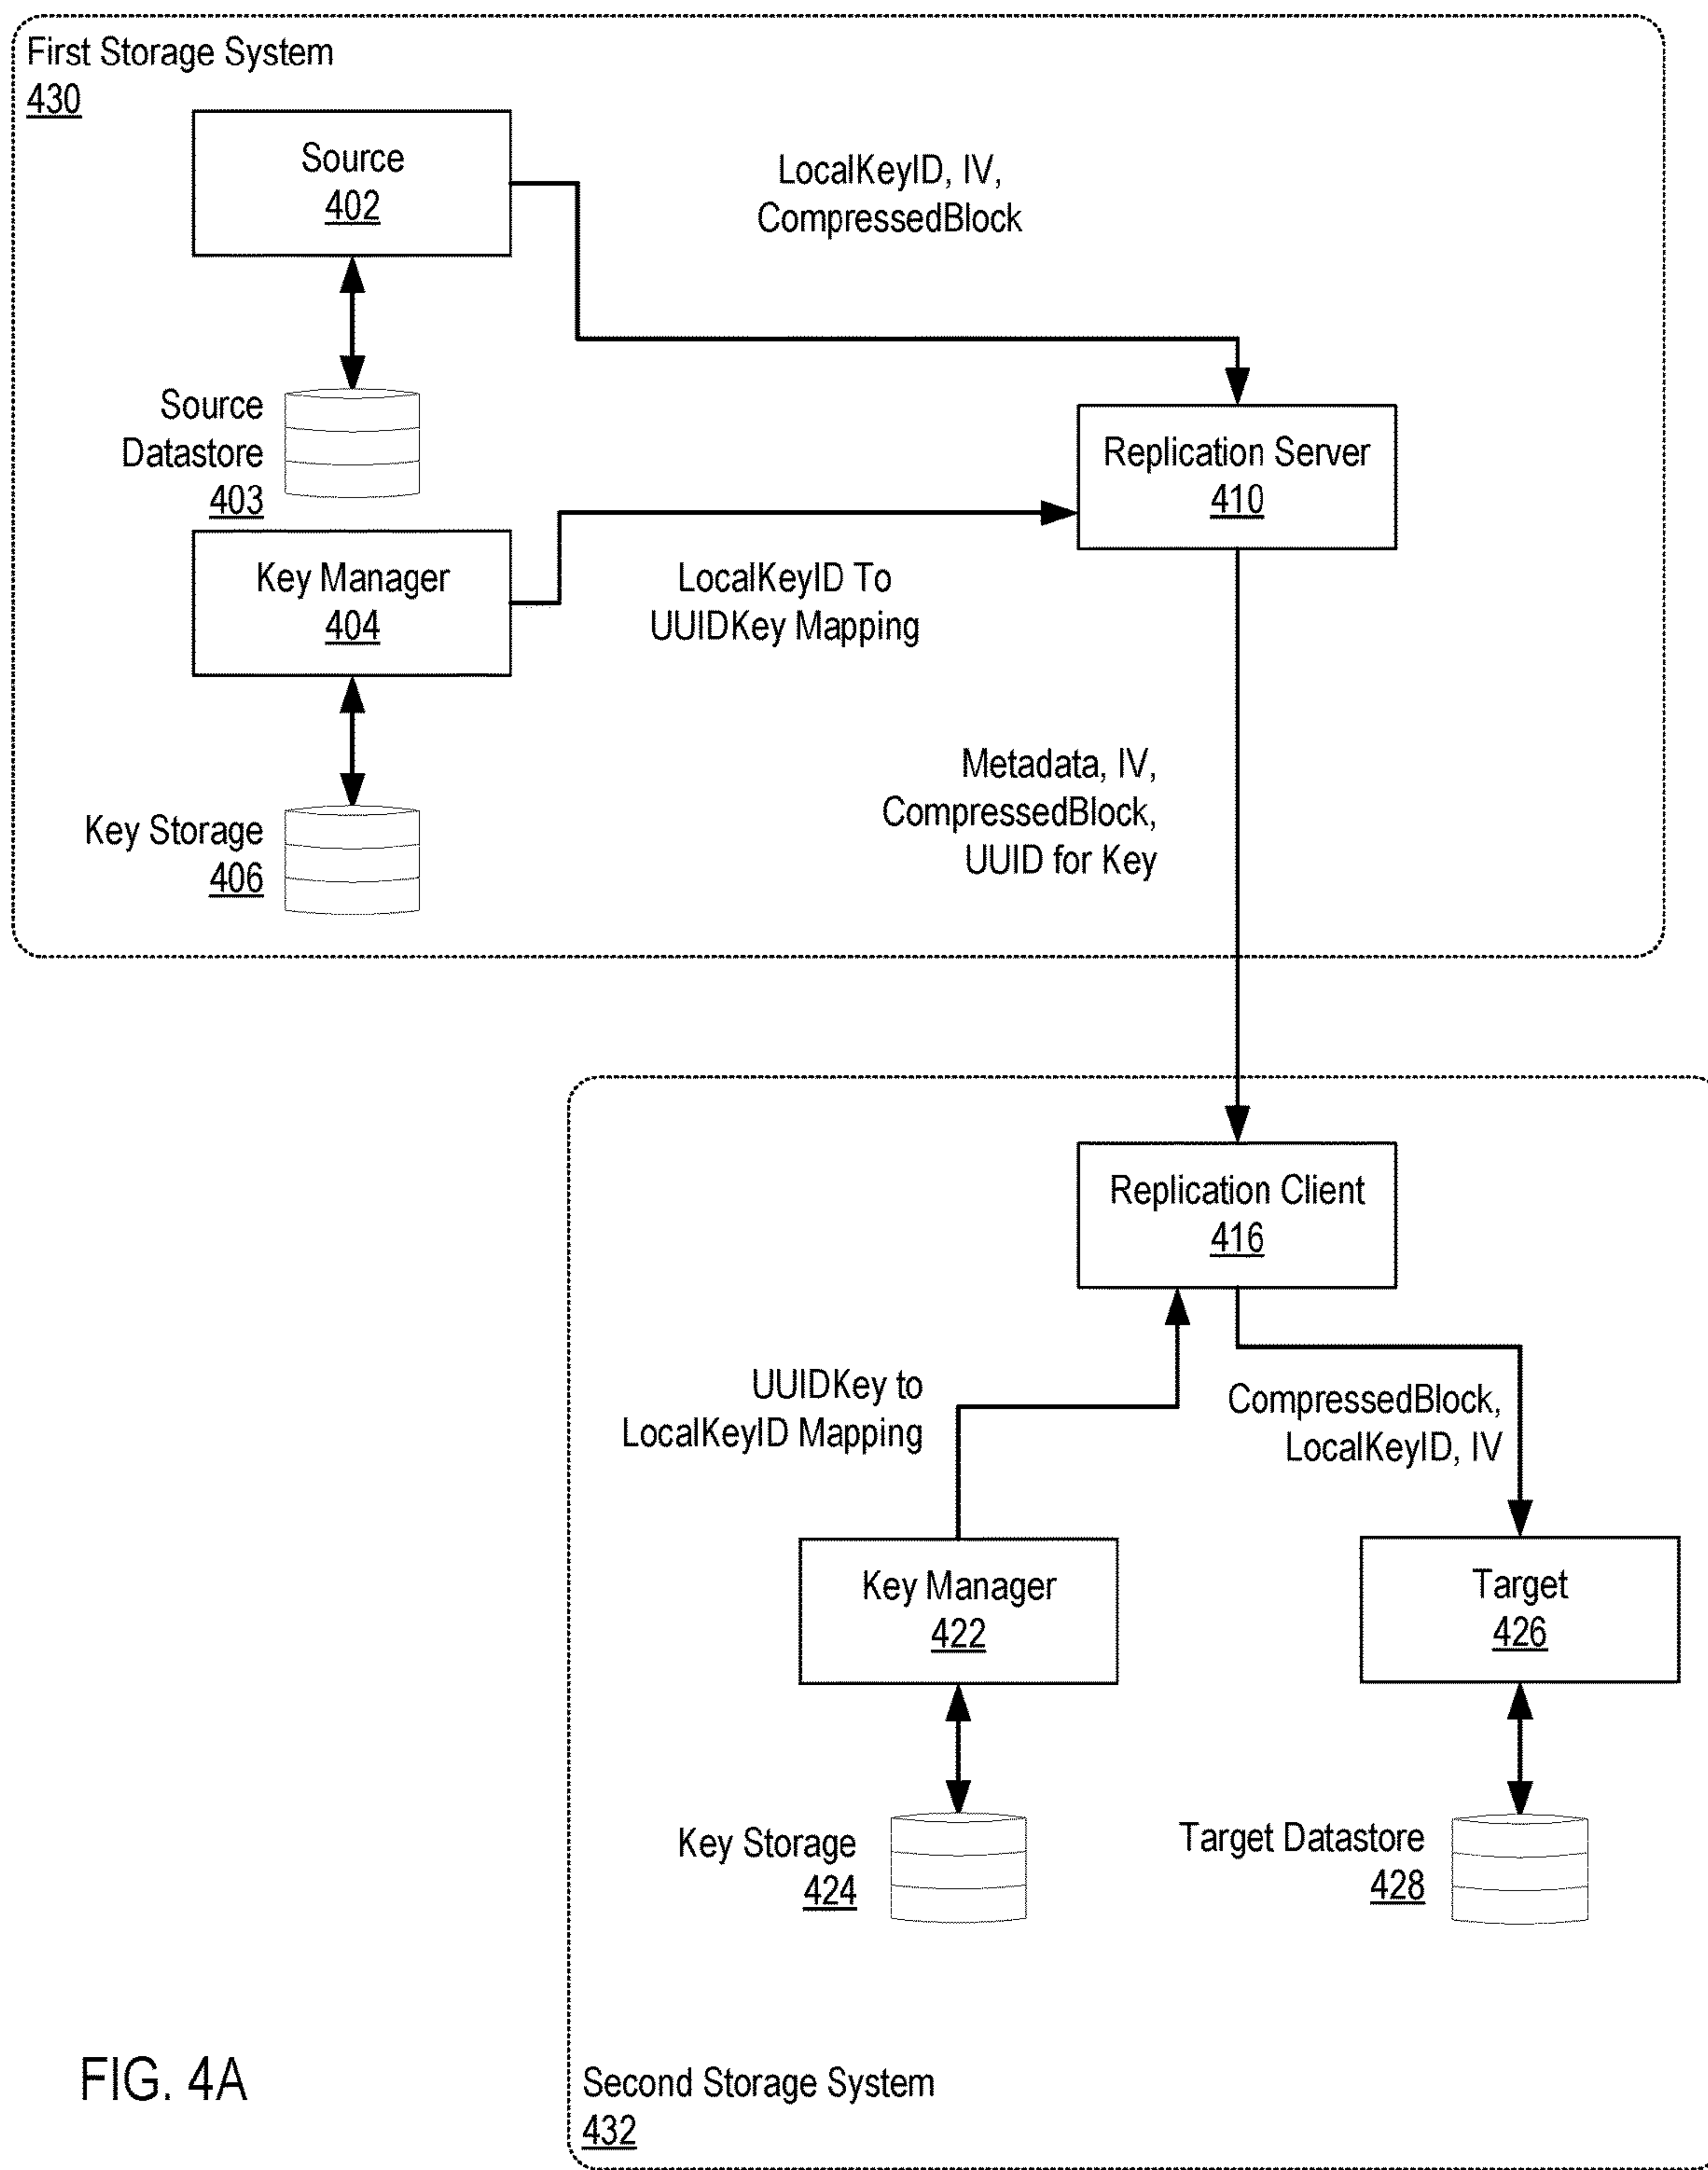 First Storage System
430
Source
402
LocalKeyID, IV,
CompressedBlock
Source
Datastore
403
Replication Server
410
Key Manager
404
LocalKeyID To
UUIDKey Mapping
Key Storage
406
Metadata, IV,
CompressedBlock,
UUID for Key
Replication Client
416
UUIDKey to
LocalKeyID Mapping
CompressedBlock,
LocalKeyID, IV
Key Manager
422
Target
426
Key Storage
424
Target Datastore
428
FIG. 4A
Second Storage System
432